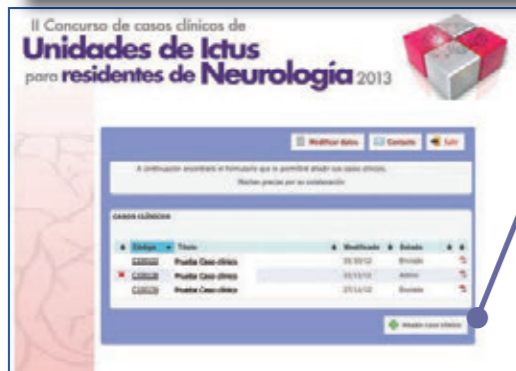 II Concurso de casos clínicos de
Unidades de Ictus
para residentes de Neurología 2013
Modificar datos Contacto Salir
A continuación encontrará el formulario que le permitirá añadir sus casos clínicos.
Muchas gracias por su colaboración
CASOS CLÍNICOS
Código Título Modificado Estado
Prueba Caso clínico Enviado
Prueba Caso clínico Activo
Prueba Caso clínico Enviado
Añadir caso clínico